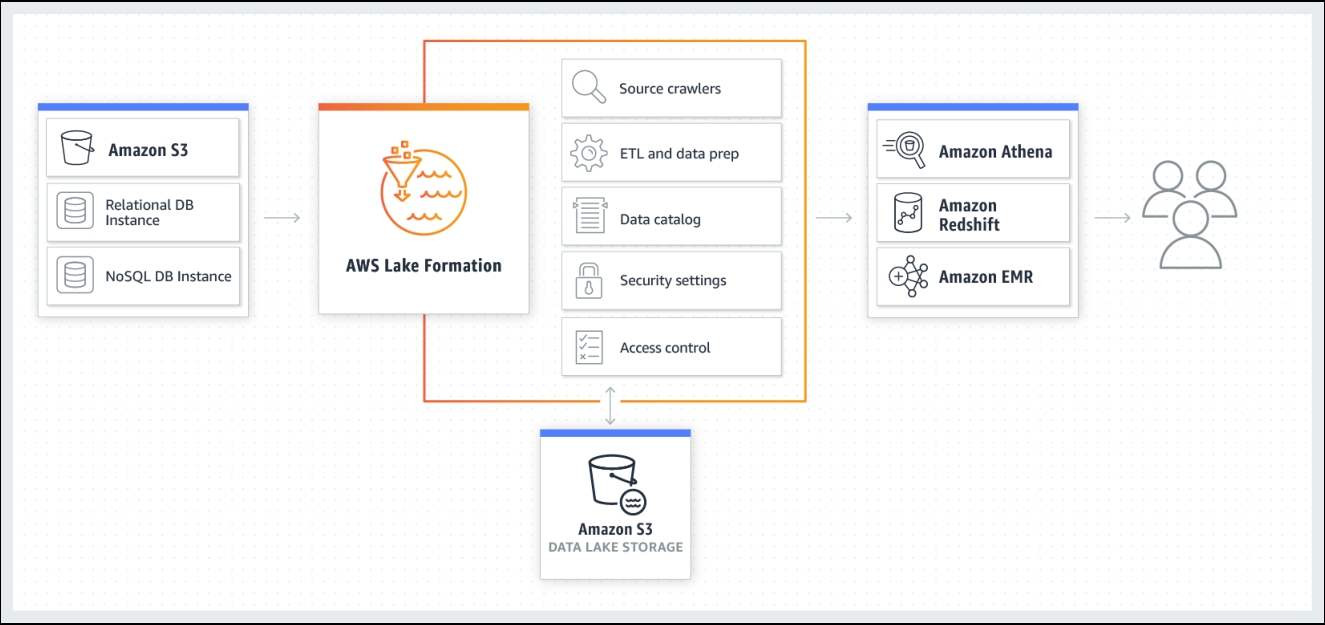 Amazon S3
Relational DB
Instance
NoSQL DB Instance
AWS Lake Formation
Source crawlers
ETL and data prep
Data catalog
Security settings
Access control
Amazon S3
DATA LAKE STORAGE
Amazon Athena
Amazon
Redshift
Amazon EMR